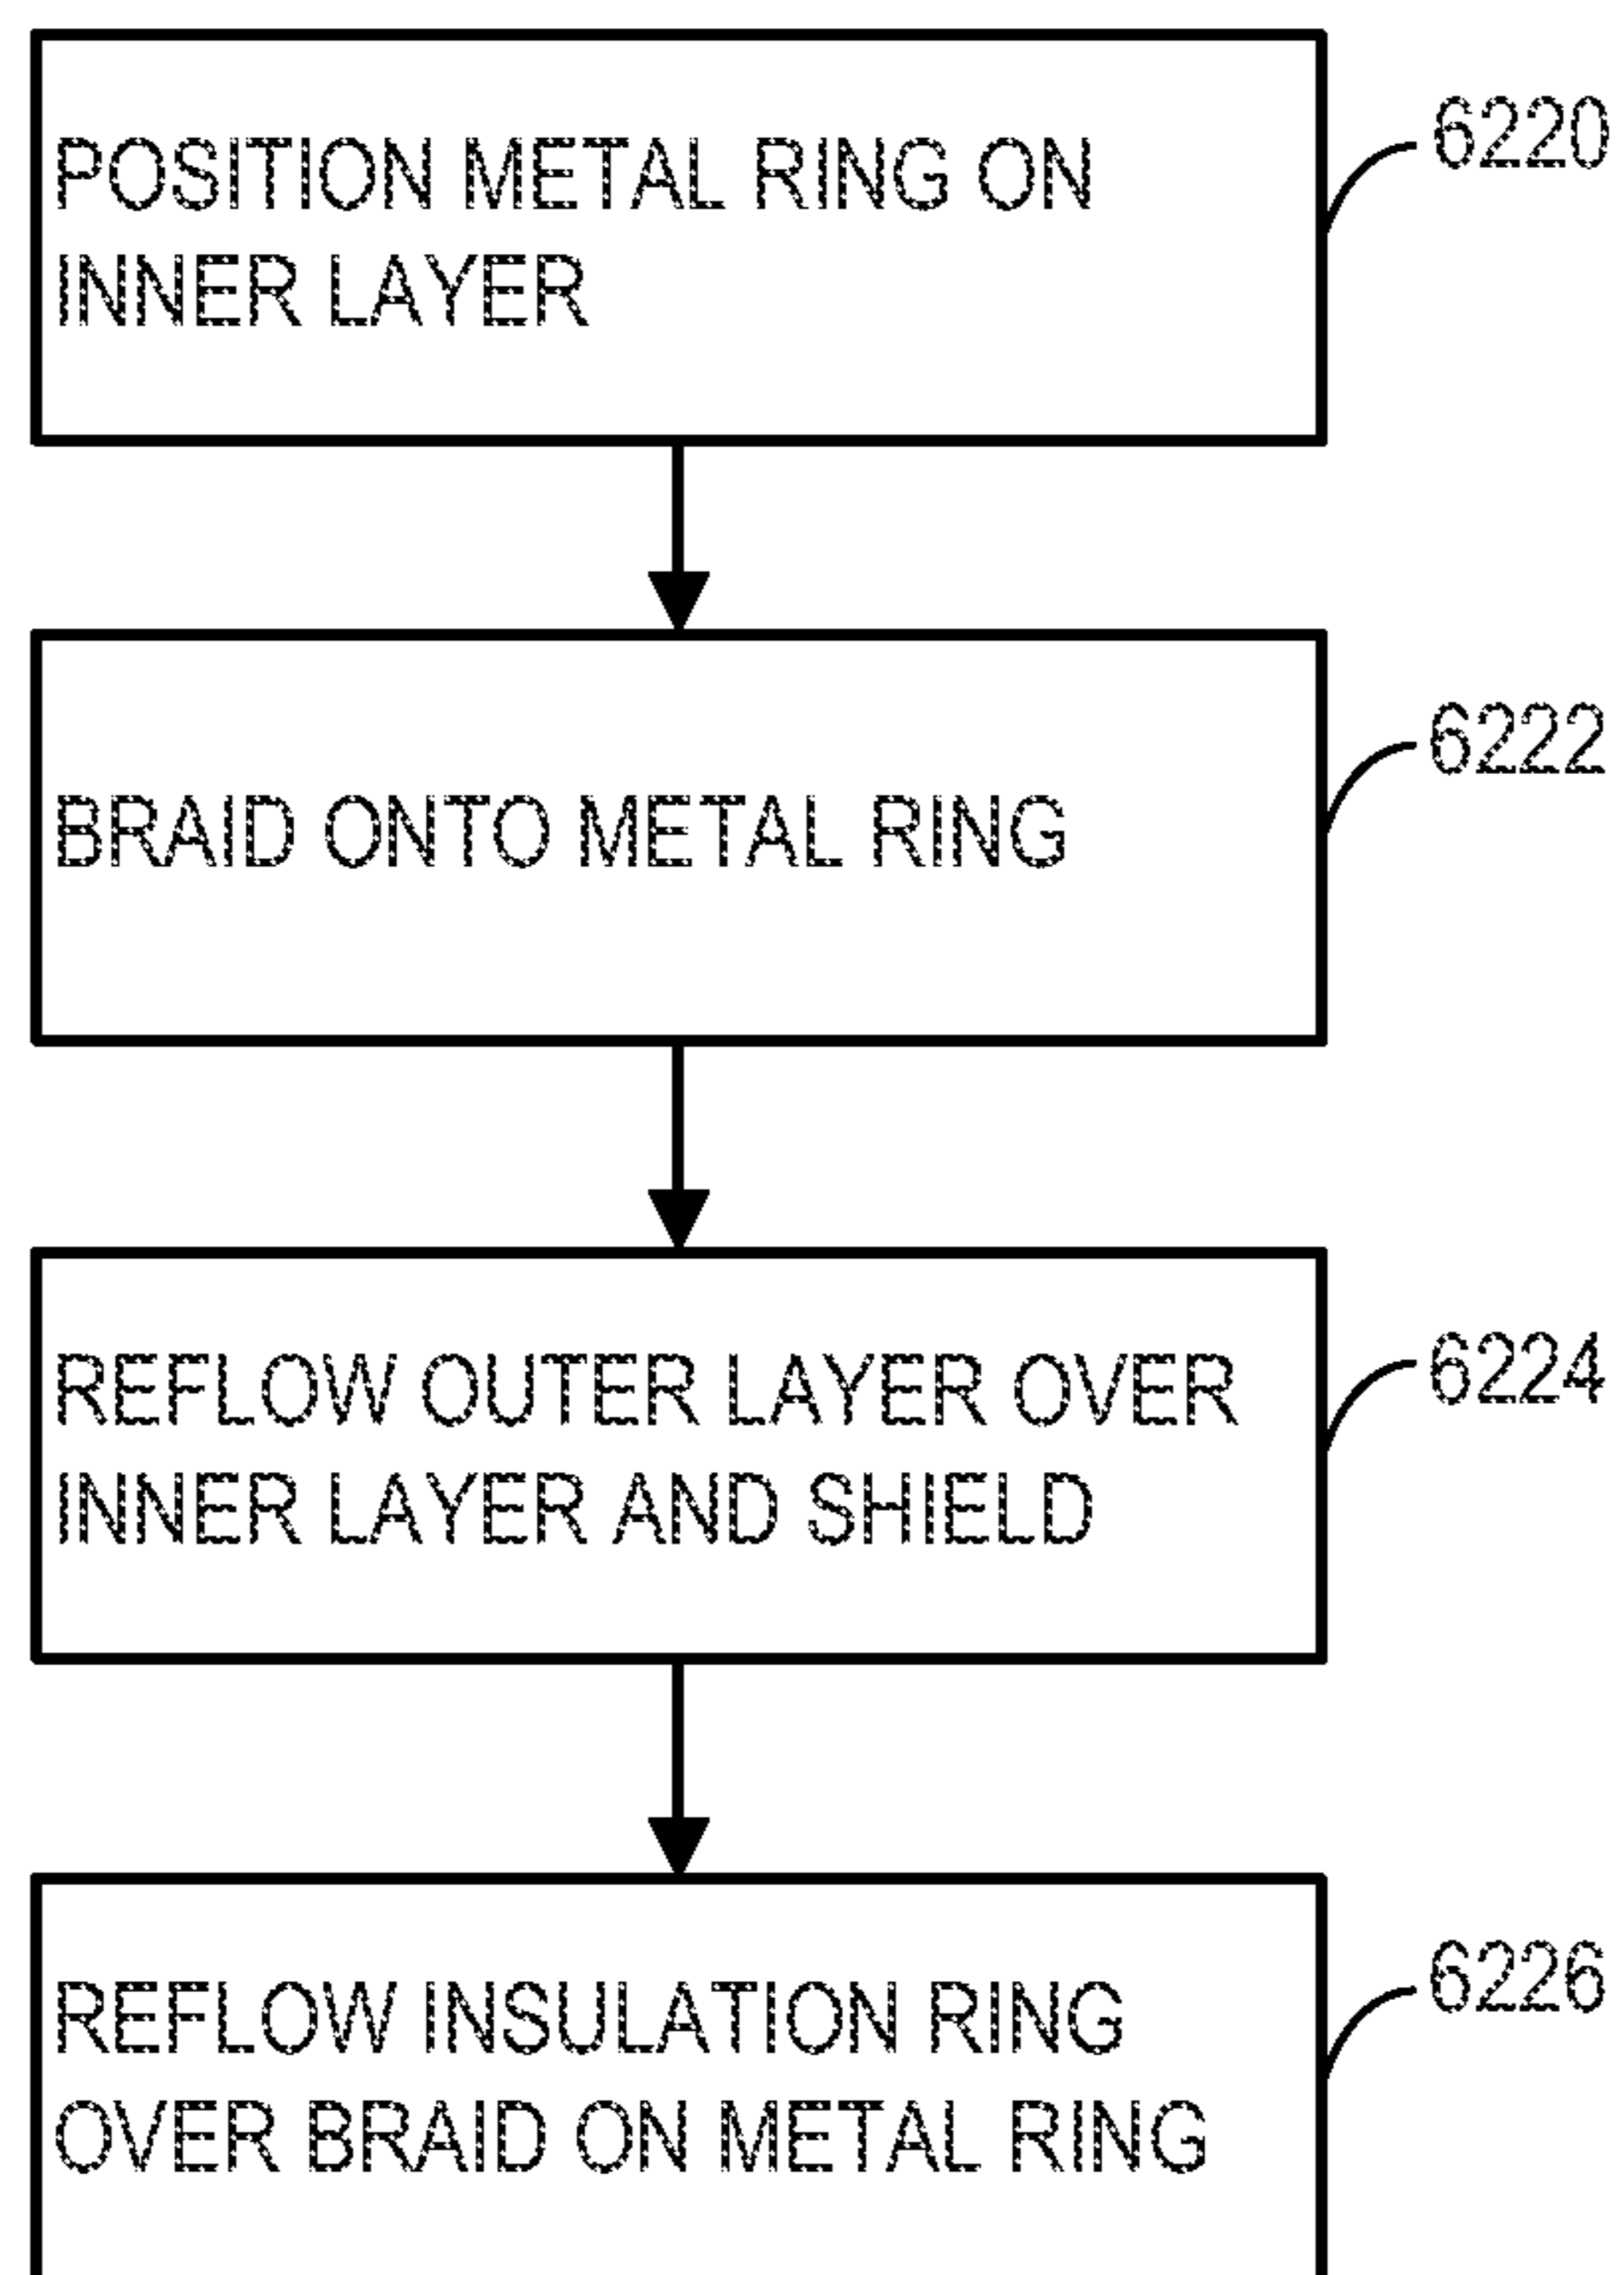 POSITION METAL RING ON
INNER LAYER
6220
BRAID ONTO METAL RING
6222
REFLOW OUTER LAYER OVER
INNER LAYER AND SHIELD
6224
REFLOW INSULATION RING
OVER BRAID ON METAL RING
6226